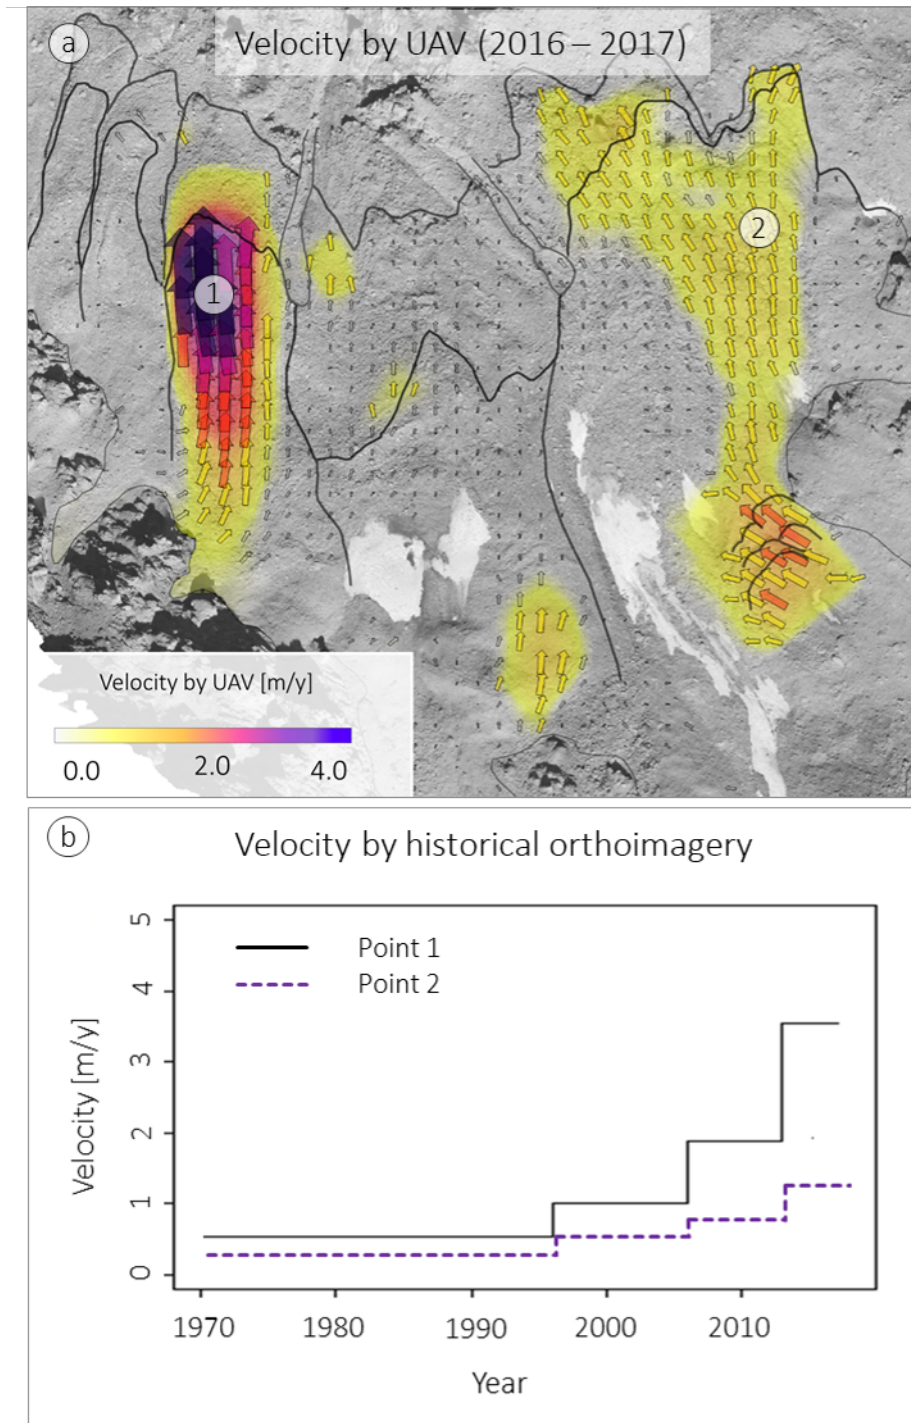 a
Velocity by UAV (2016 – 2017)
1
2
Velocity by UAV [m/y]
0.0 2.0 4.0
b
Velocity by historical orthoimagery
Point 1
Point 2
5
4
3
2
1
0
Velocity [m/y]
1970 1980 1990 2000 2010
Year